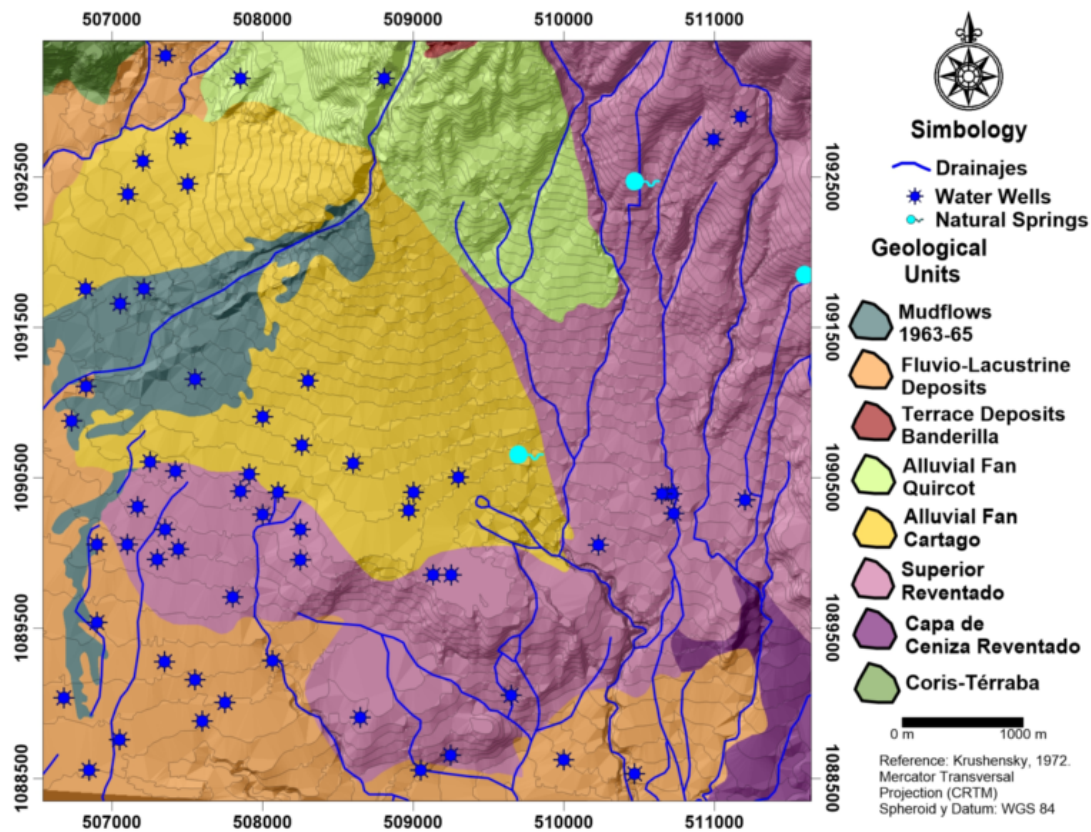 507000 508000 509000 510000 511000
1092500
1091500
1090500
1089500
1088500
1092500
1091500
1090500
1089500
1088500
507000 508000 509000 510000 511000
Simbology
Drainajes
Water Wells
Natural Springs
Geological
Units
Mudflows
1963-65
Fluvio-Lacustrine
Deposits
Terrace Deposits
Banderilla
Alluvial Fan
Quircot
Alluvial Fan
Cartago
Superior
Reventado
Capa de
Ceniza Reventado
Coris-Térraba
0 m 1000 m
Reference: Krushensky, 1972.
Mercator Transversal
Projection (CRTM)
Spheroid y Datum: WGS 84